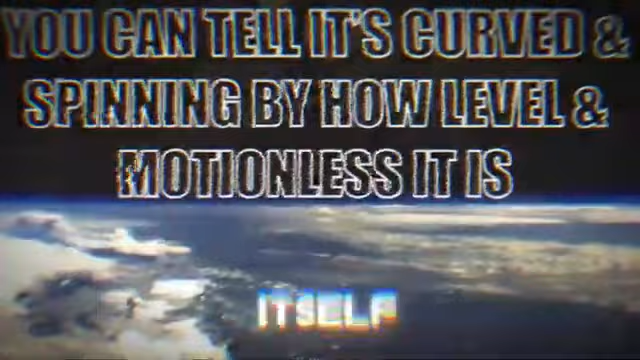 YOU CAN TELL IT'S CURVED &
SPINNING BY HOW LEVEL &
MOTIONLESS IT IS
ITSELF